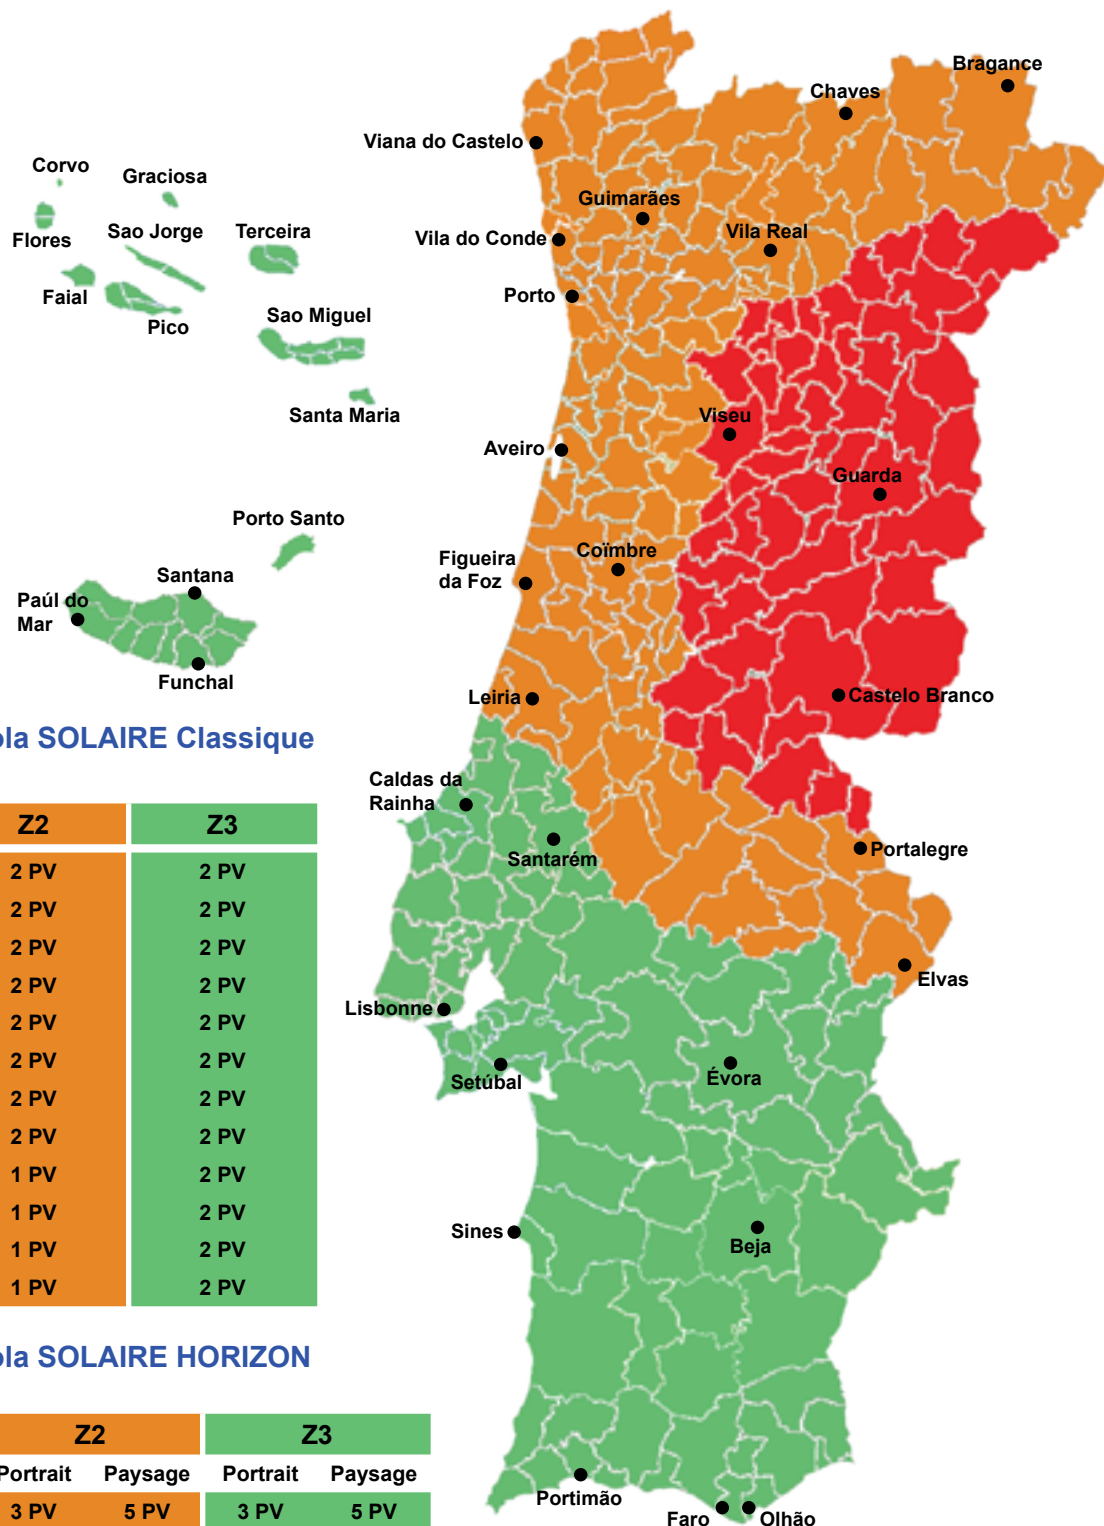 Bragance
Chaves
Viana do Castelo
Corvo
Graciosa
Guimarães
Flores
Sao Jorge
Terceira
Vila do Conde
Vila Real
Faial
Porto
Pico
Sao Miguel
Santa Maria
Viseu
Aveiro
Guarda
Porto Santo
Coïmbre
Figueira
da Foz
Santana
Paúl do
Mar
Funchal
Leiria
Castelo Branco
ola SOLAIRE Classique
Caldas da
Rainha
Z2 Z3
Santarém
Portalegre
2 PV 2 PV
2 PV 2 PV
2 PV 2 PV
2 PV 2 PV
2 PV 2 PV
2 PV 2 PV
2 PV 2 PV
2 PV 2 PV
1 PV 2 PV
1 PV 2 PV
1 PV 2 PV
1 PV 2 PV
Elvas
Lisbonne
Setúbal
Évora
Sines
Beja
ola SOLAIRE HORIZON
Z2 Z3
Portrait Paysage Portrait Paysage
3 PV 5 PV 3 PV 5 PV
Portimão
Faro
Olhão